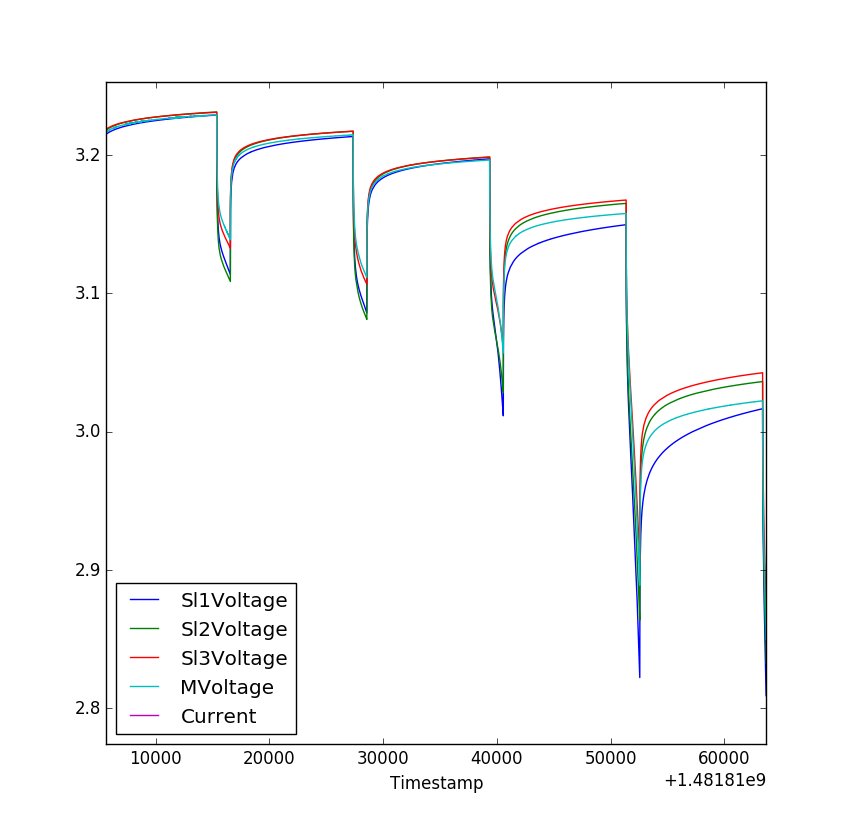 3.2
3.1
3.0
2.9
2.8
Sl1Voltage
Sl2Voltage
Sl3Voltage
MVoltage
Current
10000 20000 30000 40000 50000 60000
Timestamp
+1.48181e9